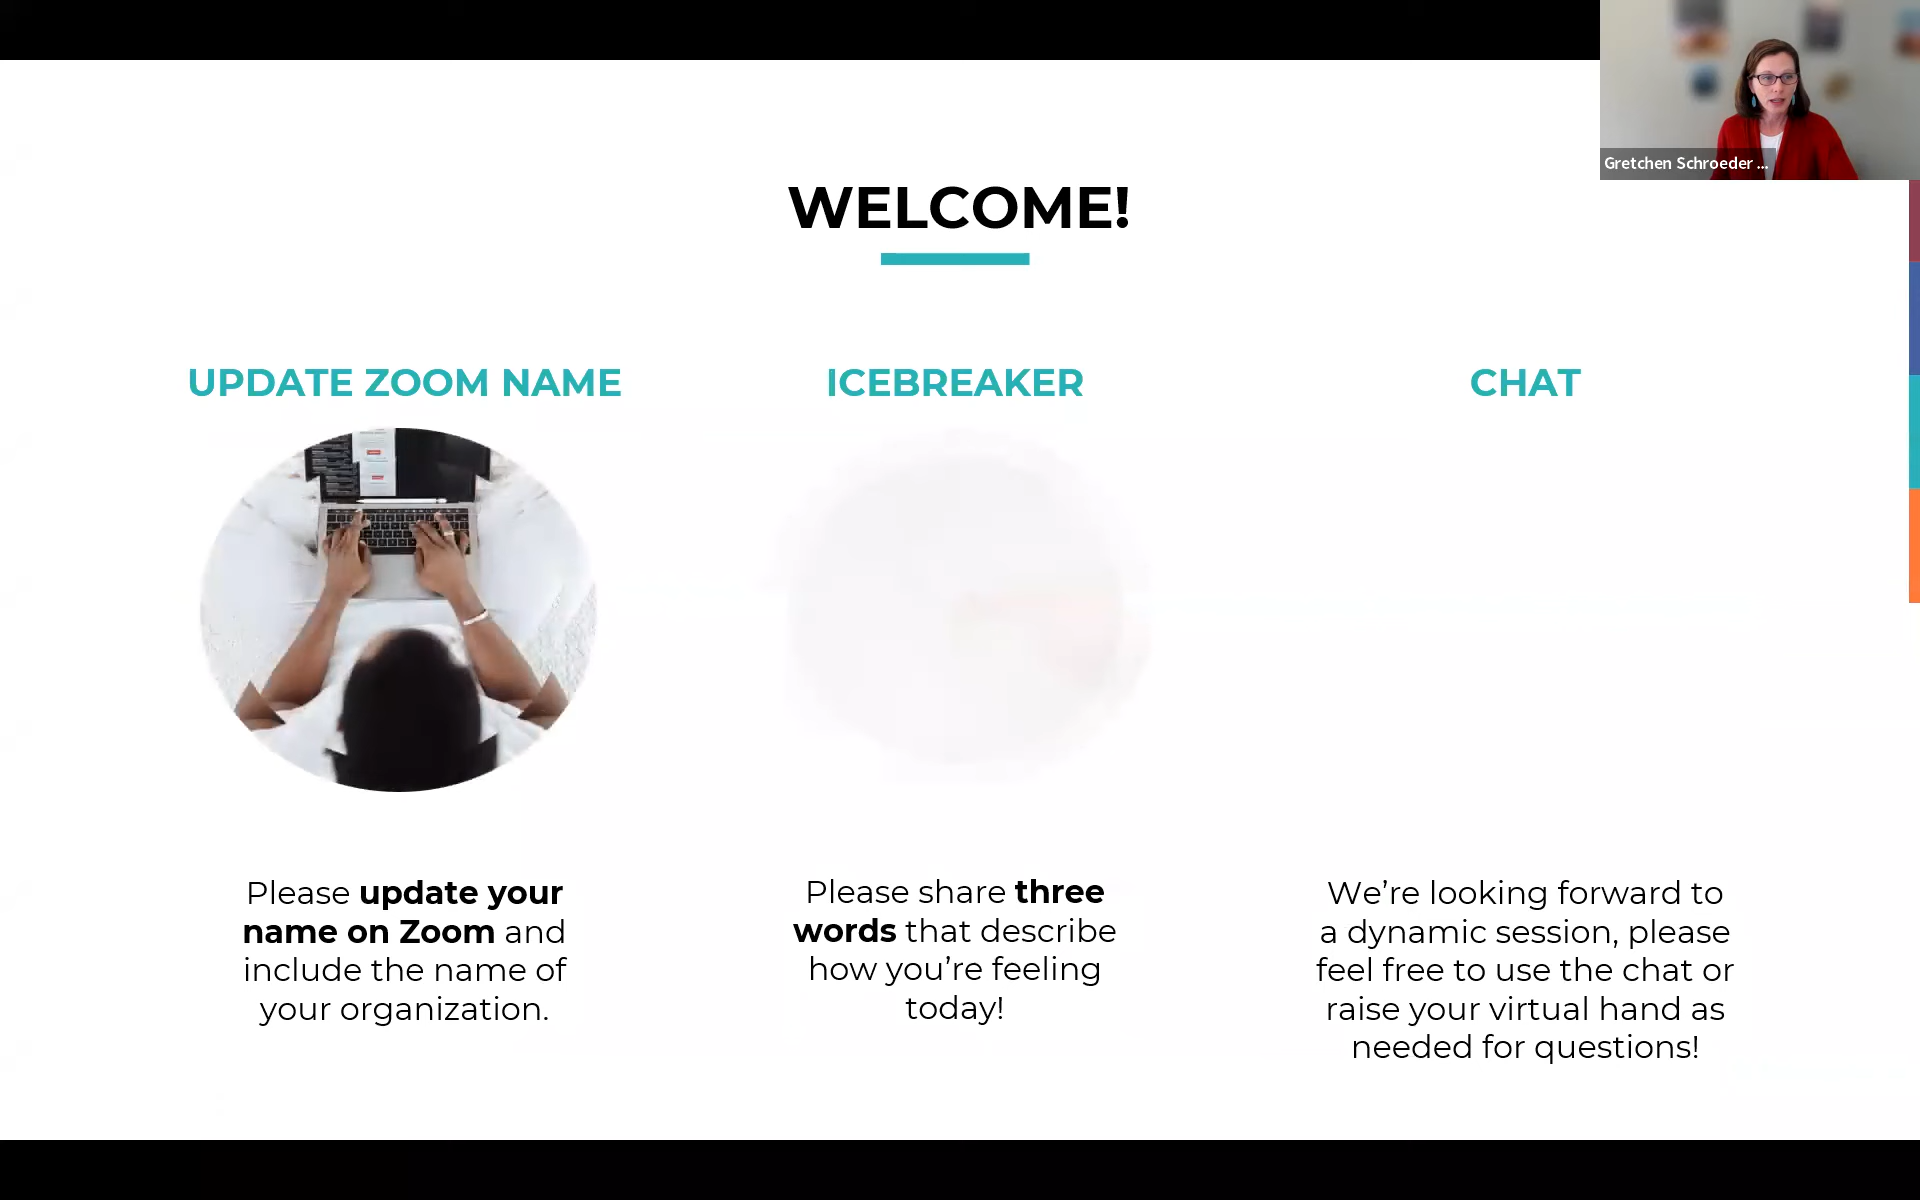 Gretchen Schroeder ...
WELCOME!
UPDATE ZOOM NAME
Please update your
name on Zoom and
include the name of
your organization.
ICEBREAKER
Please share three
words that describe
how you’re feeling
today!
CHAT
We’re looking forward to
a dynamic session, please
feel free to use the chat or
raise your virtual hand as
needed for questions!